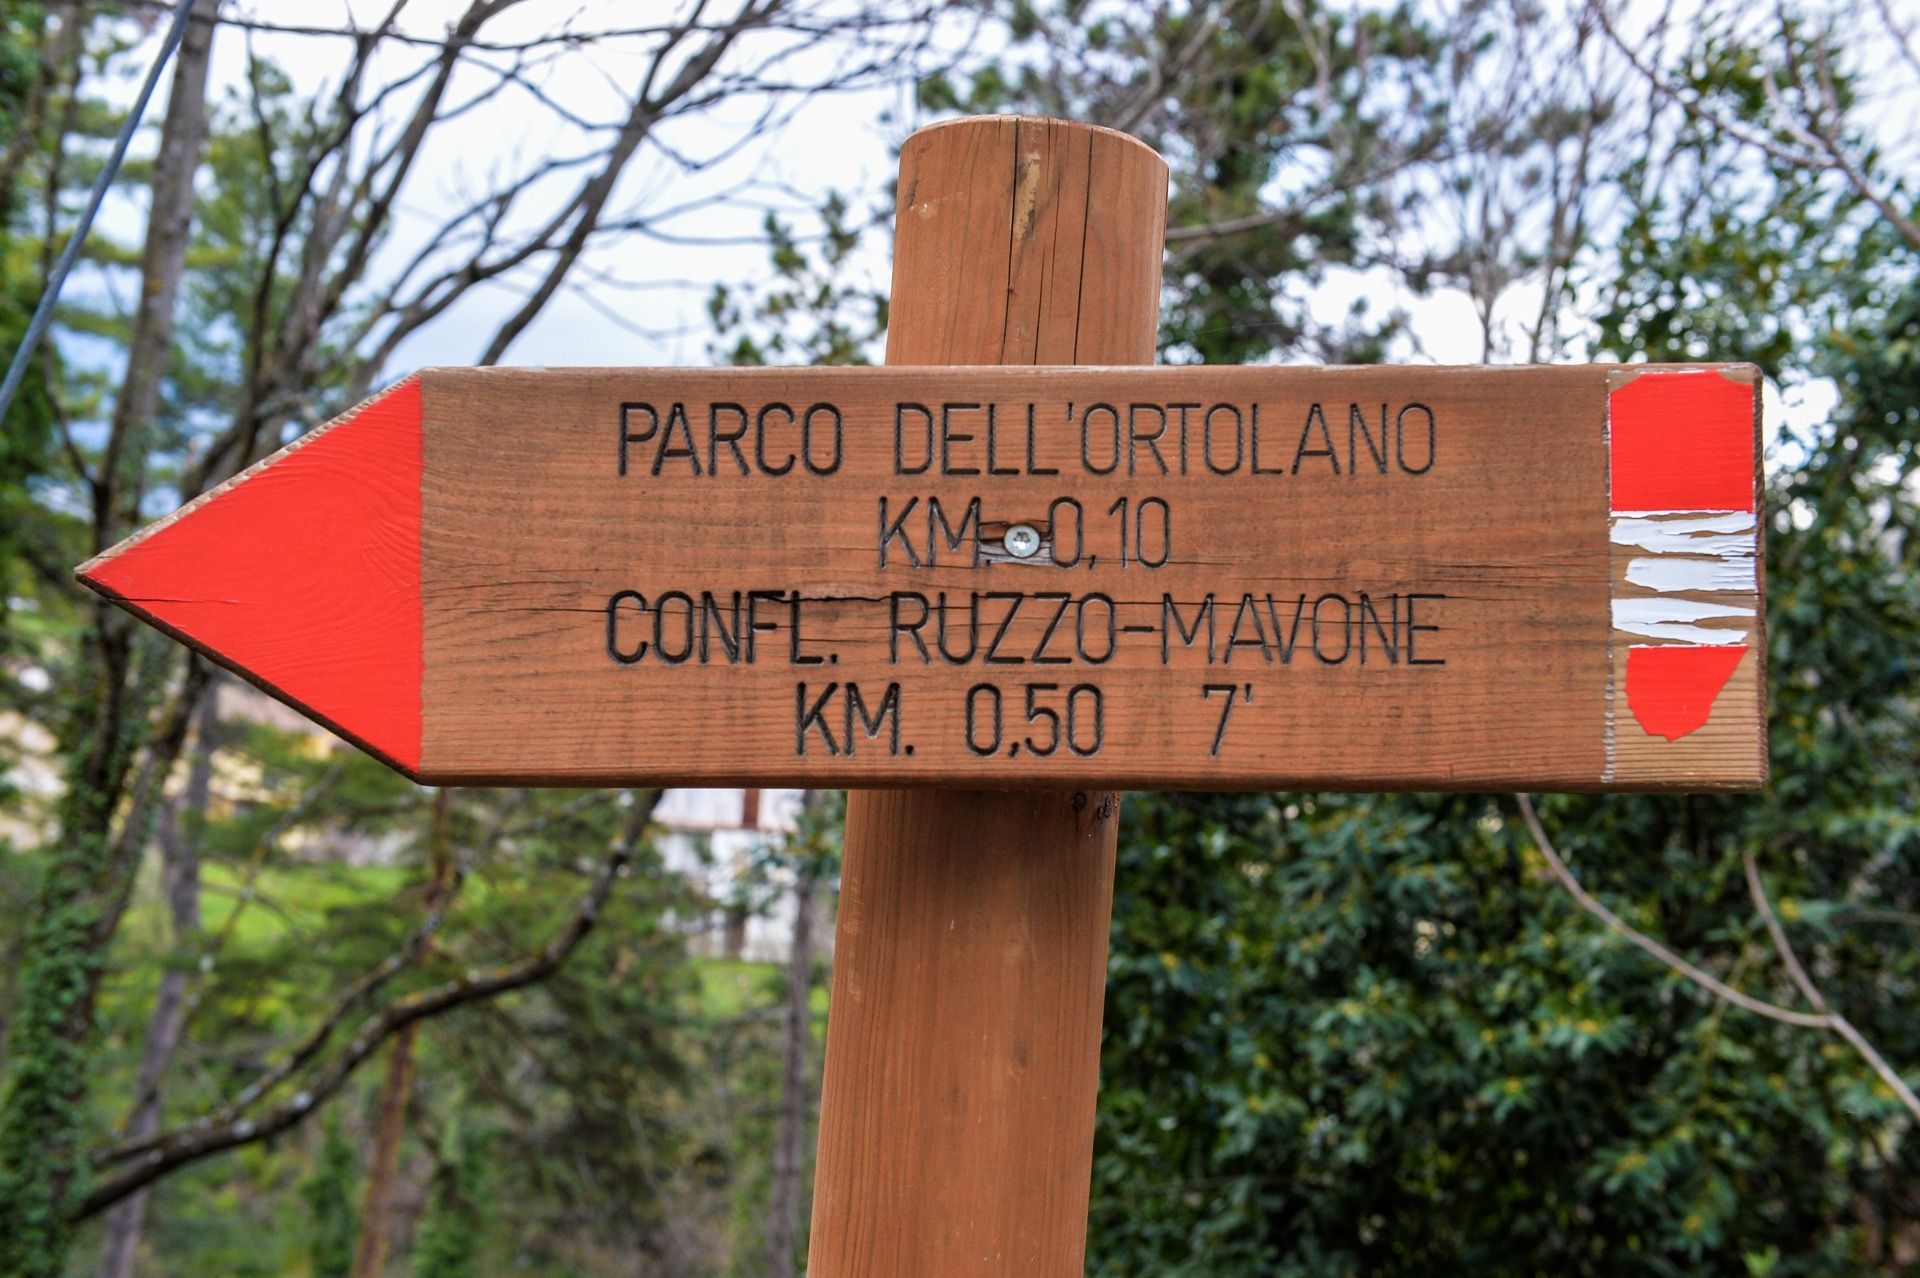 PARCO DELL'ORTOLANO
KM. 0,10
CONFL. RUZZO-MAVONE
KM. 0,50 7'